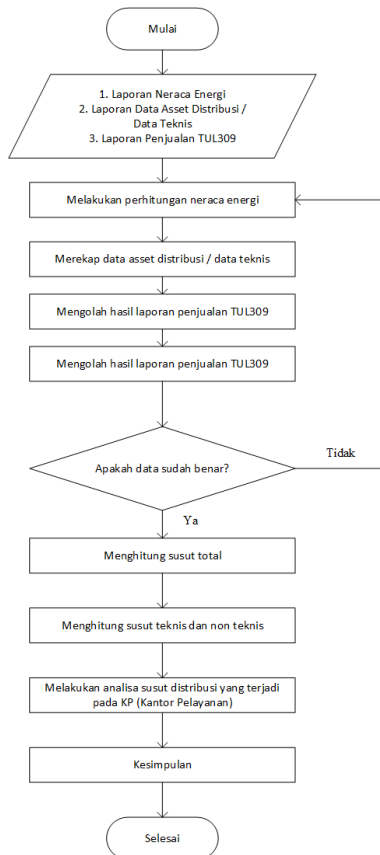 Mulai
1. Laporan Neraca Energi
2. Laporan Data Asset Distribusi /
Data Teknis
3. Laporan Penjualan TUL309
Melakukan perhitungan neraca energi
Merekap data asset distribusi / data teknis
Mengolah hasil laporan penjualan TUL309
Mengolah hasil laporan penjualan TUL309
Apakah data sudah benar?
Tidak
Ya
Menghitung susut total
Menghitung susut teknis dan non teknis
Melakukan analisa susut distribusi yang terjadi
pada KP (Kantor Pelayanan)
Kesimpulan
Selesai